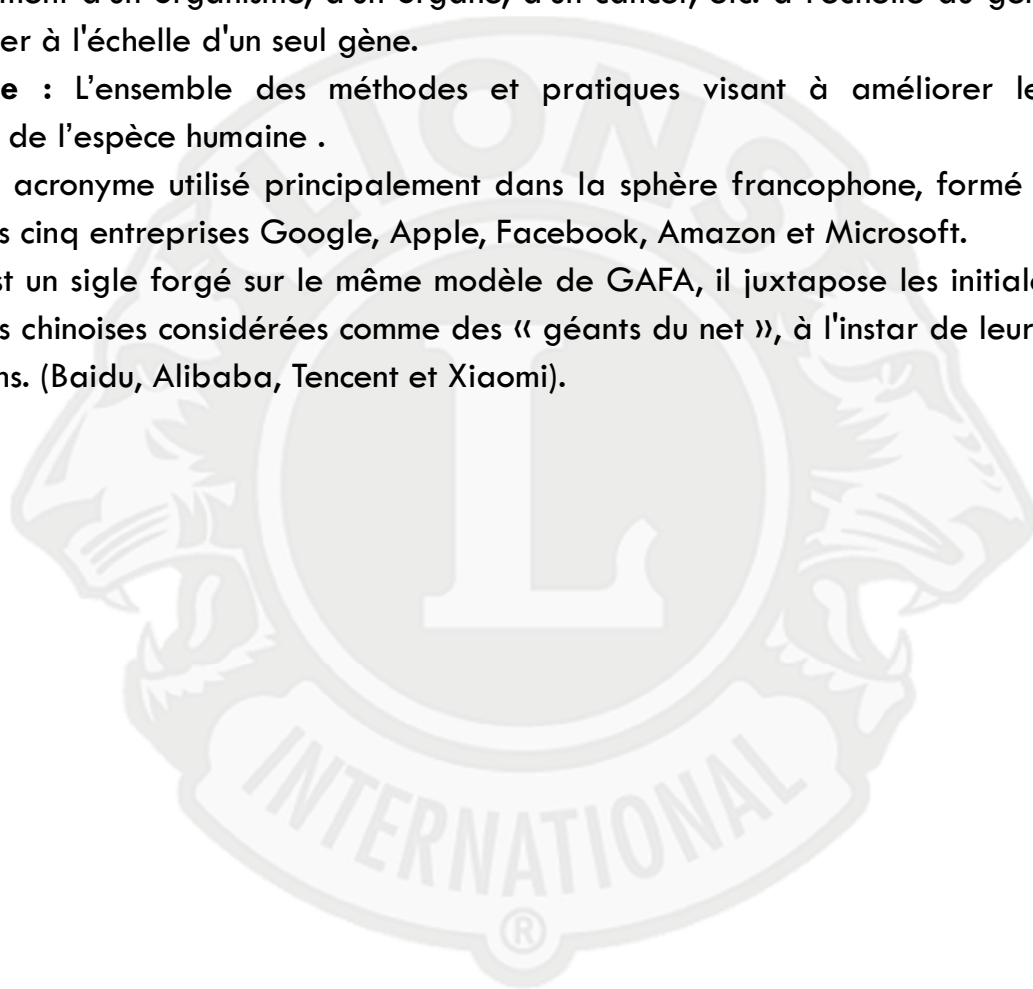 d'un organisme, d'un organe, d'un cancer, etc. à l'échelle du
er à l'échelle d'un seul gène.
e : L’ensemble des méthodes et pratiques visant à améliorer le
de l’espèce humaine .
acronyme utilisé principalement dans la sphère francophone, formé
s cinq entreprises Google, Apple, Facebook, Amazon et Microsoft.
st un sigle forgé sur le même modèle de GAFA, il juxtapose les initial
s chinoises considérées comme des « géants du net », à l'instar de leur
ns. (Baidu, Alibaba, Tencent et Xiaomi).
LIONS
L
INTERNATIONAL
®